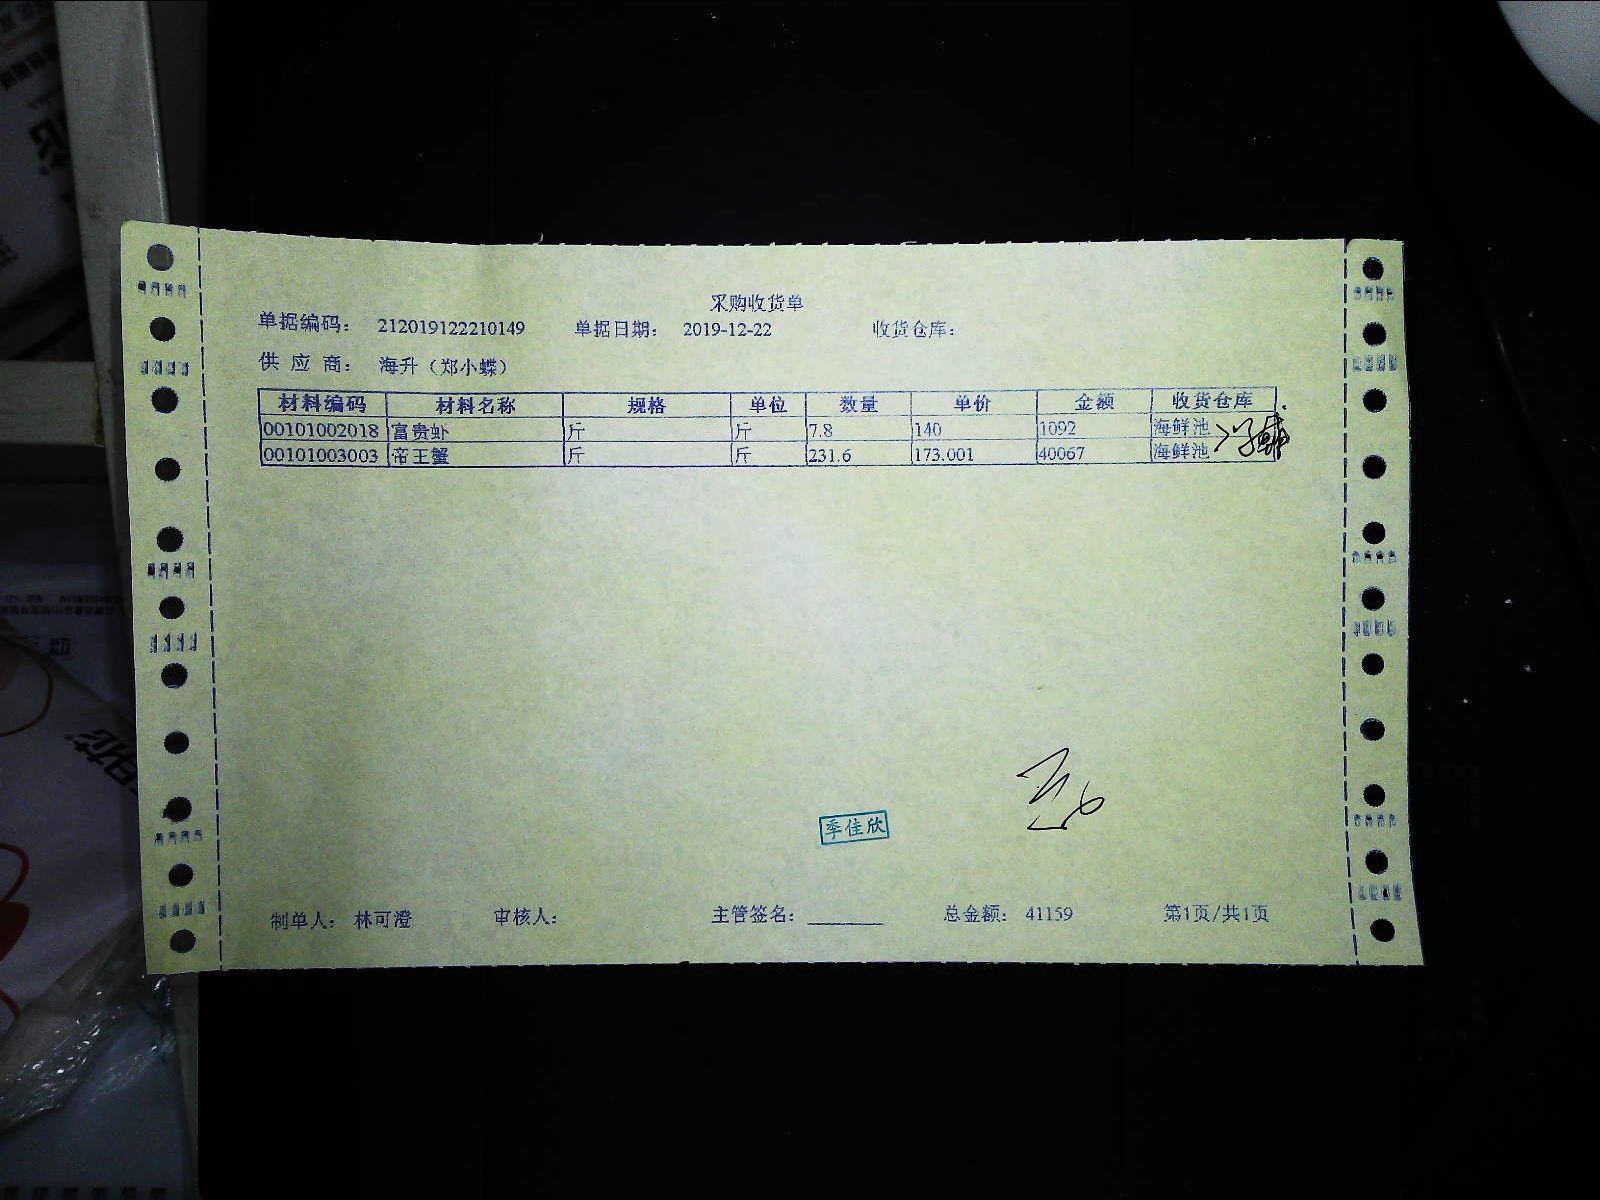 采购收货单
单据编码： 212019122210149 单据日期： 2019-12-22 收货仓库：
供 应 商： 海升（郑小蝶）
材料编码 材料名称 规格 单位 数量 单价 金额 收货仓库
00101002018 富贵虾 斤 斤 7.8 140 1092 海鲜池
00101003003 帝王蟹 斤 斤 231.6 173.001 40067 海鲜池
季佳欣
制单人： 林可澄 审核人： 主管签名： 总金额： 41159 第1页/共1页